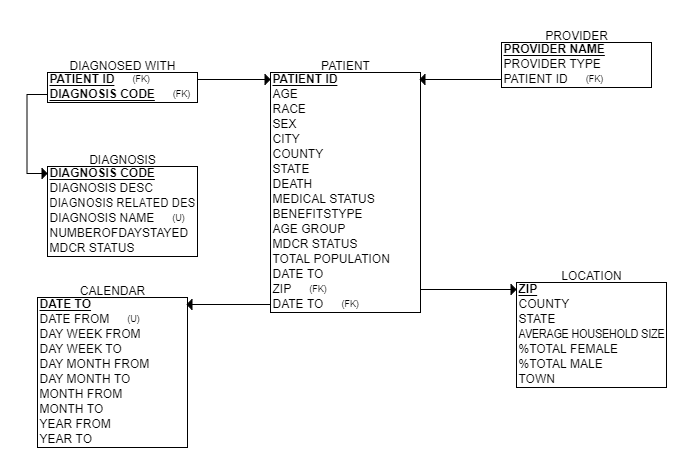 DIAGNOSED WITH
PATIENT ID (FK)
DIAGNOSIS CODE (FK)
DIAGNOSIS
DIAGNOSIS CODE
DIAGNOSIS DESC
DIAGNOSIS RELATED DES
DIAGNOSIS NAME (U)
NUMBEROFDAYSTAYED
MDCR STATUS
CALENDAR
DATE TO
DATE FROM (U)
DAY WEEK FROM
DAY WEEK TO
DAY MONTH FROM
DAY MONTH TO
MONTH FROM
MONTH TO
YEAR FROM
YEAR TO
PATIENT
PATIENT ID
AGE
RACE
SEX
CITY
COUNTY
STATE
DEATH
MEDICAL STATUS
BENEFITSTYPE
AGE GROUP
MDCR STATUS
TOTAL POPULATION
DATE TO
ZIP (FK)
DATE TO (FK)
PROVIDER
PROVIDER NAME
PROVIDER TYPE
PATIENT ID (FK)
LOCATION
ZIP
COUNTY
STATE
AVERAGE HOUSEHOLD SIZE
%TOTAL FEMALE
%TOTAL MALE
TOWN